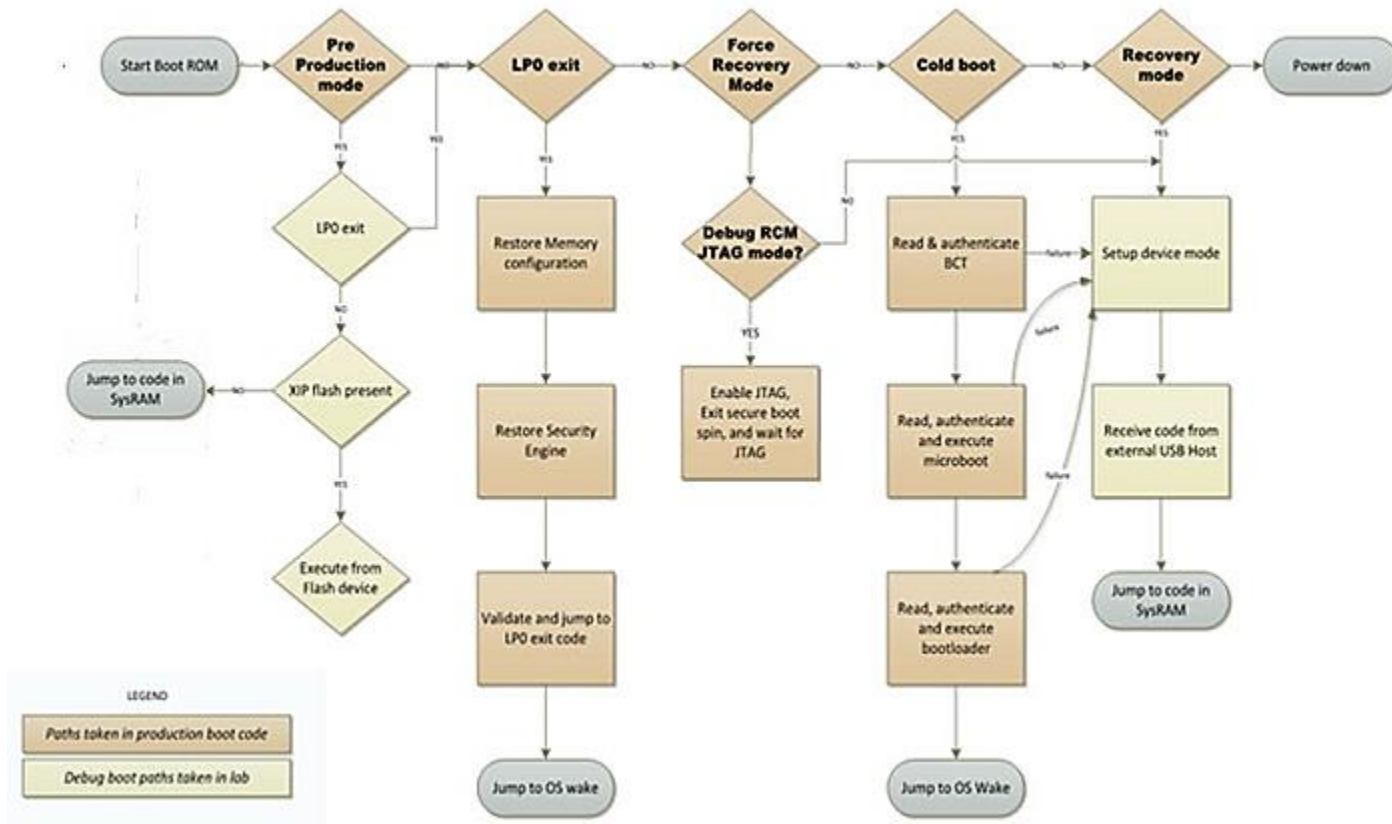 Start Boot ROM
Pre
Production
mode
NO
LP0 exit
NO
Force
Recovery
Mode
NO
Cold boot
NO
Recovery
mode
Power down
YES
YES
YES
YES
YES
LP0 exit
NO
Restore Memory
configuration
Debug RCM
JTAG mode?
NO
Read & authenticate
BCT
failure
Setup device mode
NO
YES
failure
Jump to code in
SysRAM
NO
XIP flash present
Enable JTAG,
Exit secure boot
spin, and wait for
JTAG
Restore Security
Engine
Read, authenticate
and execute
microboot
Receive code from
external USB Host
YES
failure
Execute from
Flash device
Validate and jump to
LP0 exit code
Read, authenticate
and execute
bootloader
Jump to code in
SysRAM
LEGEND
Paths taken in production boot code
Debug boot paths taken in lab
Jump to OS wake
Jump to OS Wake